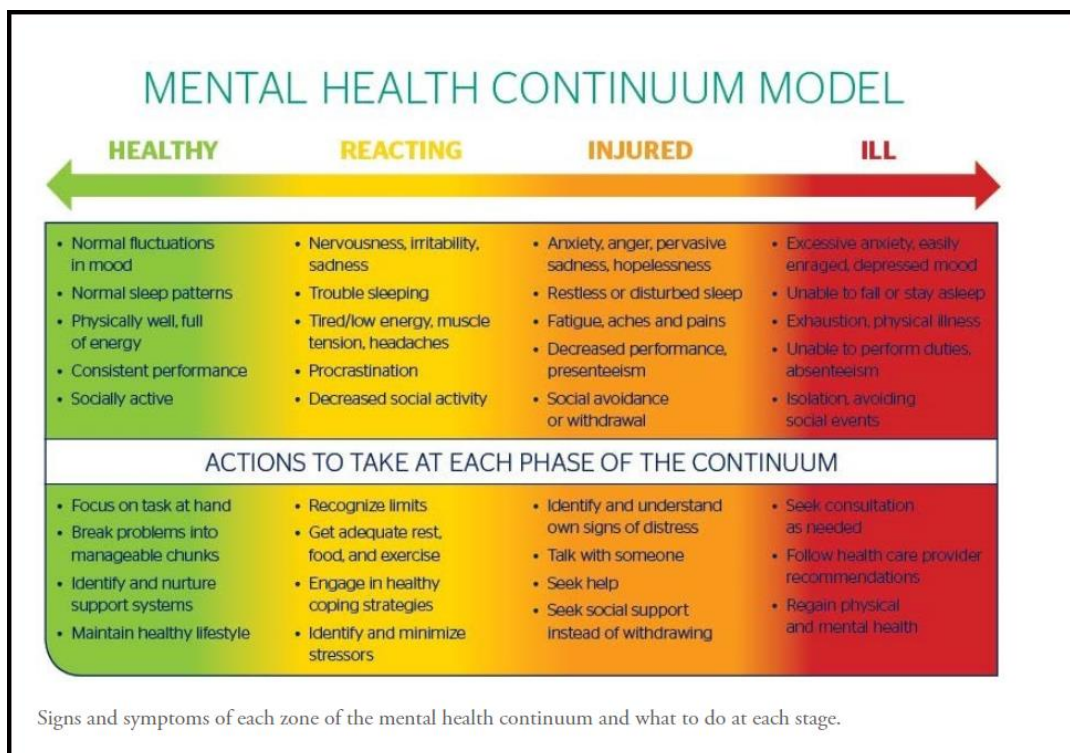 MENTAL HEALTH CONTINUUM MODEL
HEALTHY
REACTING
INJURED
ILL
• Normal fluctuations
in mood
• Normal sleep patterns
• Physically well, full
of energy
• Consistent performance
• Socially active
• Nervousness, irritability,
sadness
• Trouble sleeping
• Tired/low energy, muscle
tension, headaches
• Procrastination
• Decreased social activity
• Anxiety, anger, pervasive
sadness, hopelessness
• Restless or disturbed sleep
• Fatigue, aches and pains
• Decreased performance,
presenteeism
• Social avoidance
or withdrawal
• Excessive anxiety, easily
enraged, depressed mood
• Unable to fall or stay asleep
• Exhaustion, physical illness
• Unable to perform duties,
absenteeism
• Isolation, avoiding
social events
ACTIONS TO TAKE AT EACH PHASE OF THE CONTINUUM
• Focus on task at hand
• Break problems into
manageable chunks
• Identify and nurture
support systems
• Maintain healthy lifestyle
• Recognize limits
• Get adequate rest,
food, and exercise
• Engage in healthy
coping strategies
• Identify and minimize
stressors
• Identify and understand
own signs of distress
• Talk with someone
• Seek help
• Seek social support
instead of withdrawing
• Seek consultation
as needed
• Follow health care provider
recommendations
• Regain physical
and mental health
Signs and symptoms of each zone of the mental health continuum and what to do at each stage.